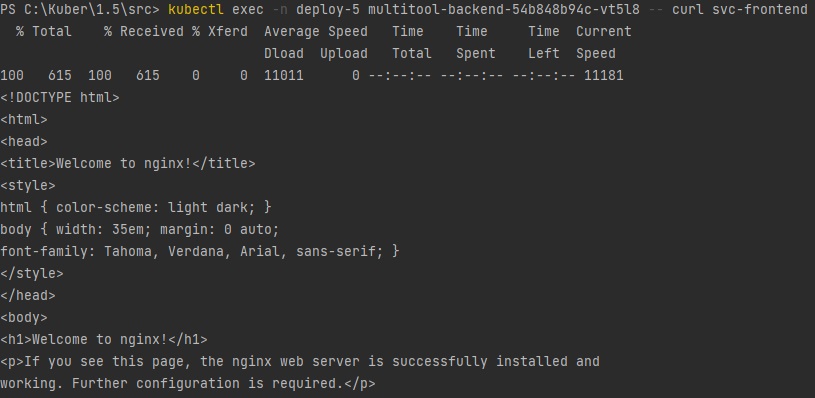 PS C:\Kuber\1.5\src> kubectl exec -n deploy-5 multitool-backend-54b848b94c-vt5l8 -- curl svc-frontend
  % Total    % Received % Xferd  Average Speed   Time    Time     Time  Current
                                 Dload  Upload   Total   Spent    Left  Speed
100   615  100   615    0     0  11011      0 --:--:-- --:--:-- --:--:-- 11181
<!DOCTYPE html>
<html>
<head>
<title>Welcome to nginx!</title>
<style>
html { color-scheme: light dark; }
body { width: 35em; margin: 0 auto;
font-family: Tahoma, Verdana, Arial, sans-serif; }
</style>
</head>
<body>
<h1>Welcome to nginx!</h1>
<p>If you see this page, the nginx web server is successfully installed and
working. Further configuration is required.</p>